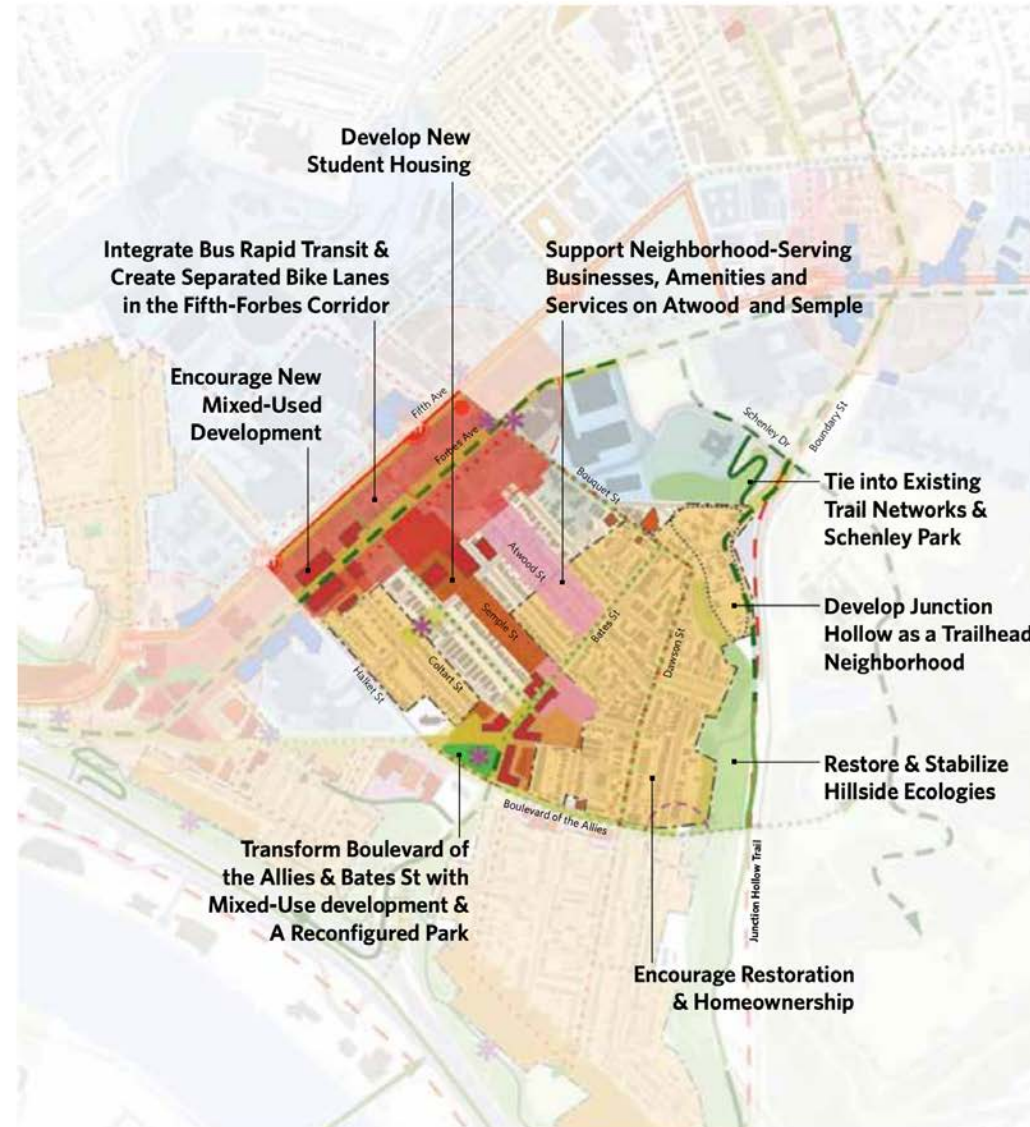 Develop New
Student Housing
Integrate Bus Rapid Transit &
Create Separated Bike Lanes
in the Fifth-Forbes Corridor
Support Neighborhood-Serving
Businesses, Amenities and
Services on Atwood and Semple
Encourage New
Mixed-Used
Development
Fifth Ave
Forbes Ave
Schenley Dr
Boundary St
Bouquet St
Tie into Existing
Trail Networks &
Schenley Park
Atwood St
Semple St
Bates St
Dawson St
Coltart St
Halket St
Develop Junction
Hollow as a Trailhead
Neighborhood
Restore & Stabilize
Hillside Ecologies
Boulevard of the Allies
Junction Hollow Trail
Transform Boulevard of
the Allies & Bates St with
Mixed-Use development &
A Reconfigured Park
Encourage Restoration
& Homeownership